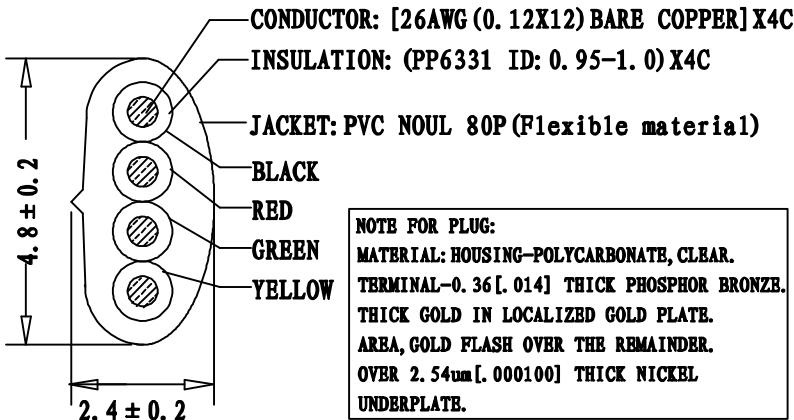 CONDUCTOR: [26AWG(0.12X12)BARE COPPER]X4C
INSULATION: (PP6331 ID: 0.95-1.0)X4C
JACKET: PVC NOUL 80P(Flexible material)
BLACK
RED
GREEN
YELLOW
4.8±0.2
2.4±0.2
NOTE FOR PLUG:
MATERIAL: HOUSING-POLYCARBONATE, CLEAR.
TERMINAL-0.36[.014] THICK PHOSPHOR BRONZE.
THICK GOLD IN LOCALIZED GOLD PLATE.
AREA, GOLD FLASH OVER THE REMAINDER.
OVER 2.54um[.000100] THICK NICKEL
UNDERPLATE.